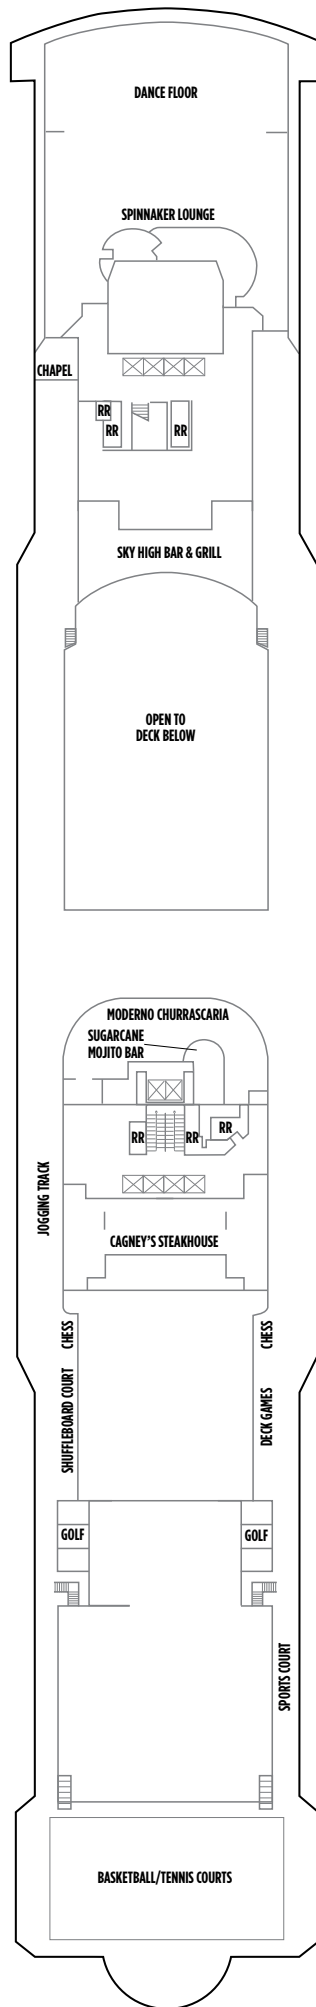 DANCE FLOOR
SPINNAKER LOUNGE
CHAPEL
RR
RR
RR
SKY HIGH BAR & GRILL
OPEN TO
DECK BELOW
MODERNO CHURRASCARIA
SUGARCANE
MOJITO BAR
RR
RR
RR
JOGGING TRACK
CAGNEY'S STEAKHOUSE
CHESS
CHESS
SHUFFLEBOARD COURT
DECK GAMES
GOLF
GOLF
SPORTS COURT
BASKETBALL/TENNIS COURTS